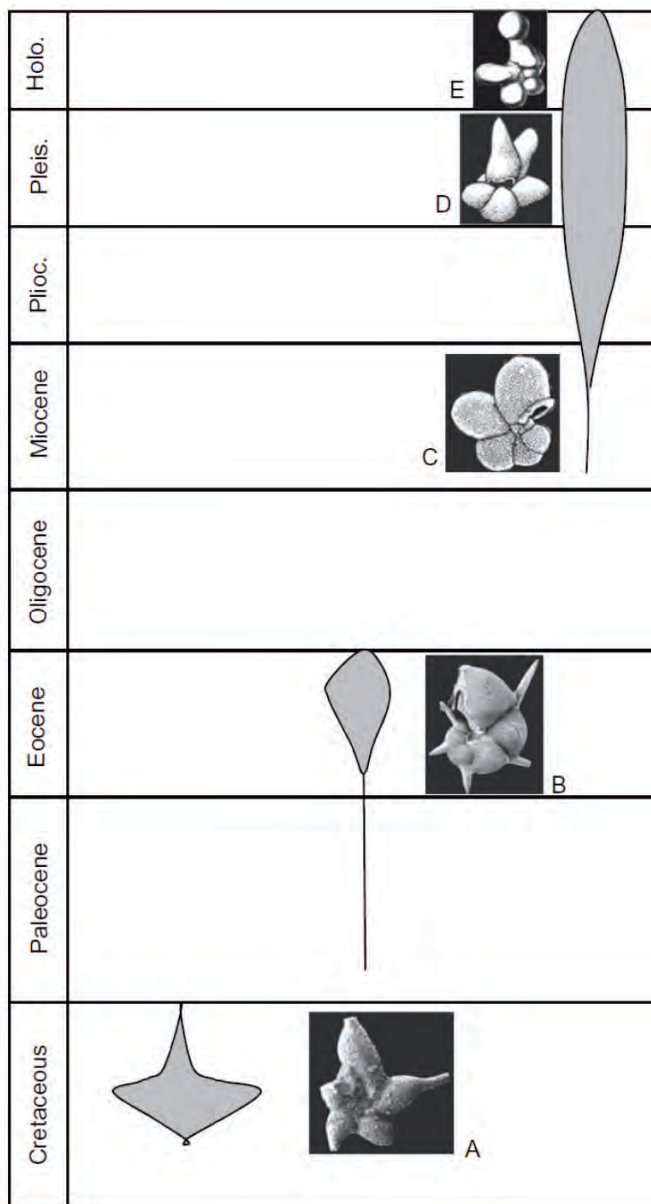 Holo.
E
Pleis.
D
Plioc.
Miocene
C
Oligocene
Eocene
B
Paleocene
Cretaceous
A